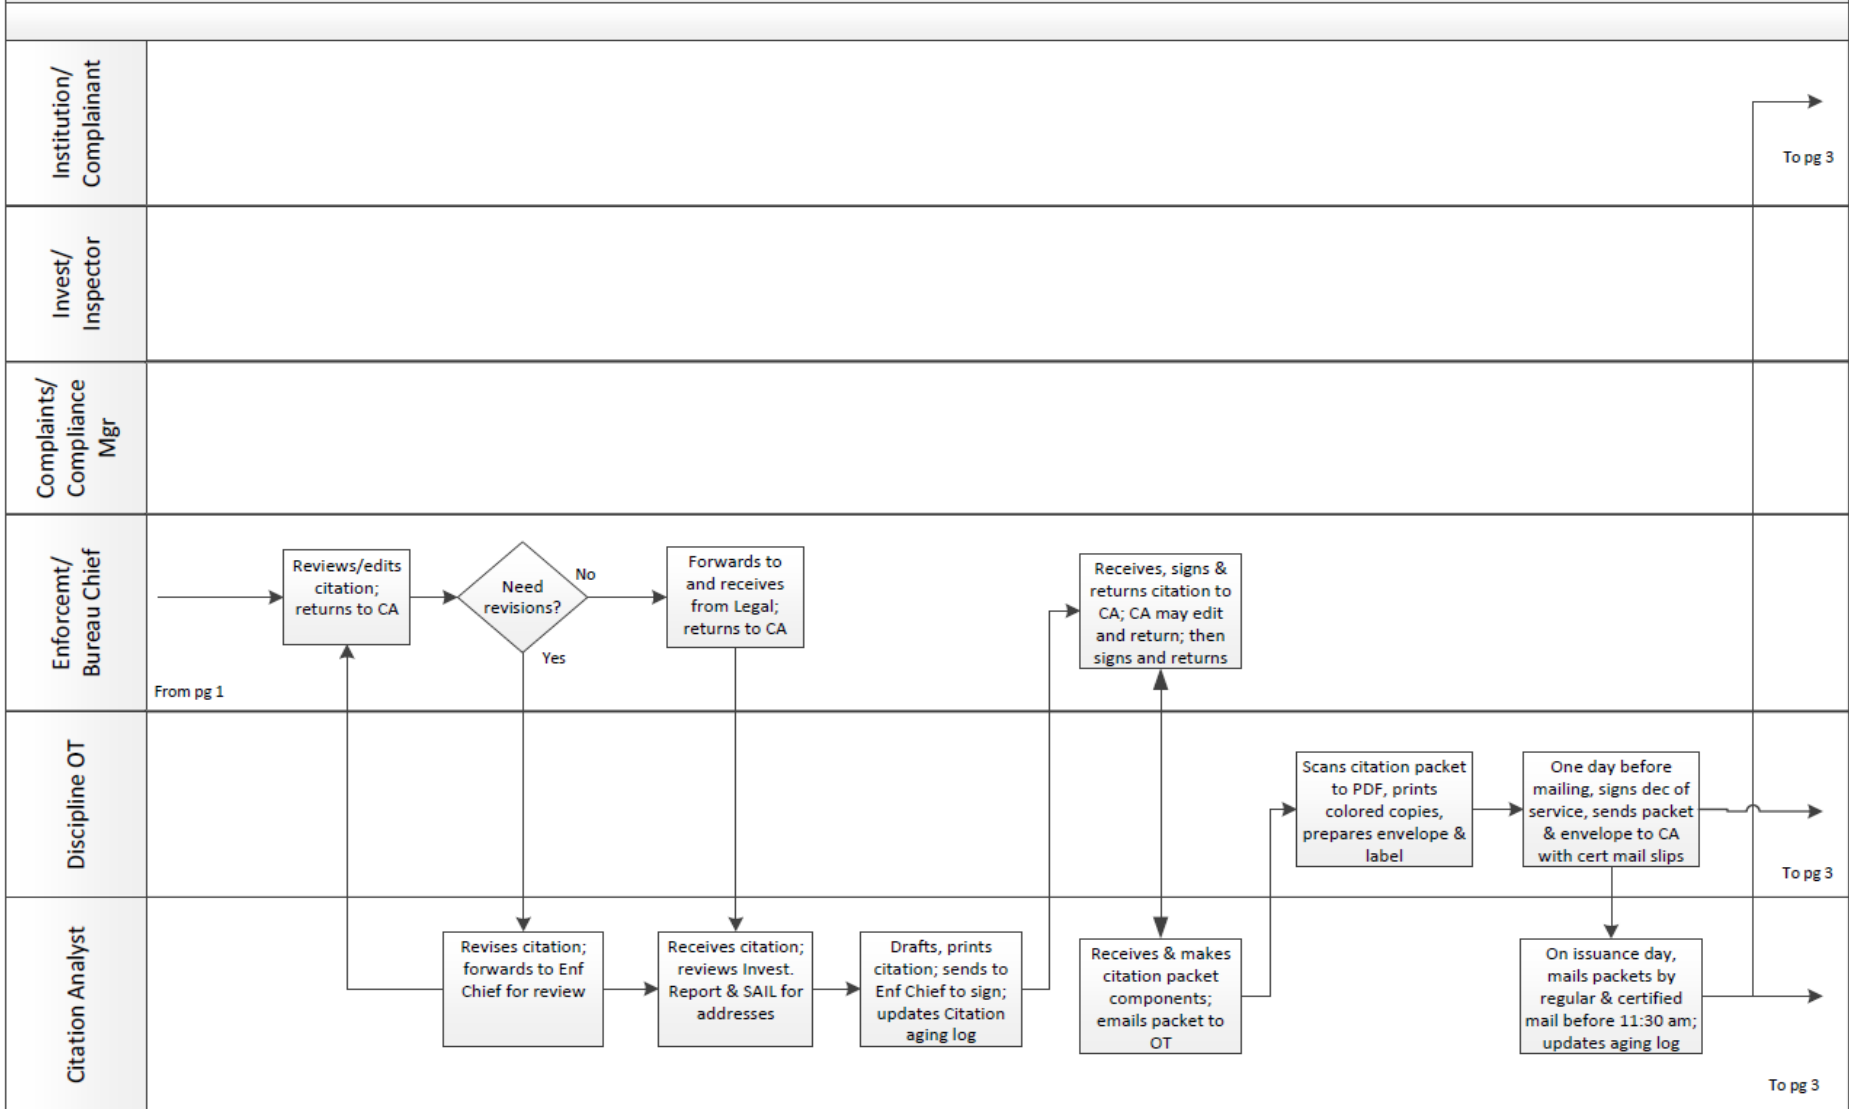 Institution/
Complainant
To pg 3
Invest/
Inspector
Complaints/
Compliance
Mgr
Enforcemt/
Bureau Chief
From pg 1
Reviews/edits
citation;
returns to CA
Need
revisions?
No
Yes
Forwards to
and receives
from Legal;
returns to CA
Receives, signs &
returns citation to
CA; CA may edit
and return; then
signs and returns
Discipline OT
Scans citation packet
to PDF, prints
colored copies,
prepares envelope &
label
One day before
mailing, signs dec of
service, sends packet
& envelope to CA
with cert mail slips
To pg 3
Citation Analyst
Revises citation;
forwards to Enf
Chief for review
Receives citation;
reviews Invest.
Report & SAIL for
addresses
Drafts, prints
citation; sends to
Enf Chief to sign;
updates Citation
aging log
Receives & makes
citation packet
components;
emails packet to
OT
On issuance day,
mails packets by
regular & certified
mail before 11:30 am;
updates aging log
To pg 3